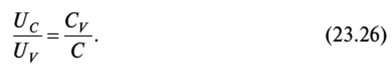 U_C/U_V = C_V/C. (23.26)